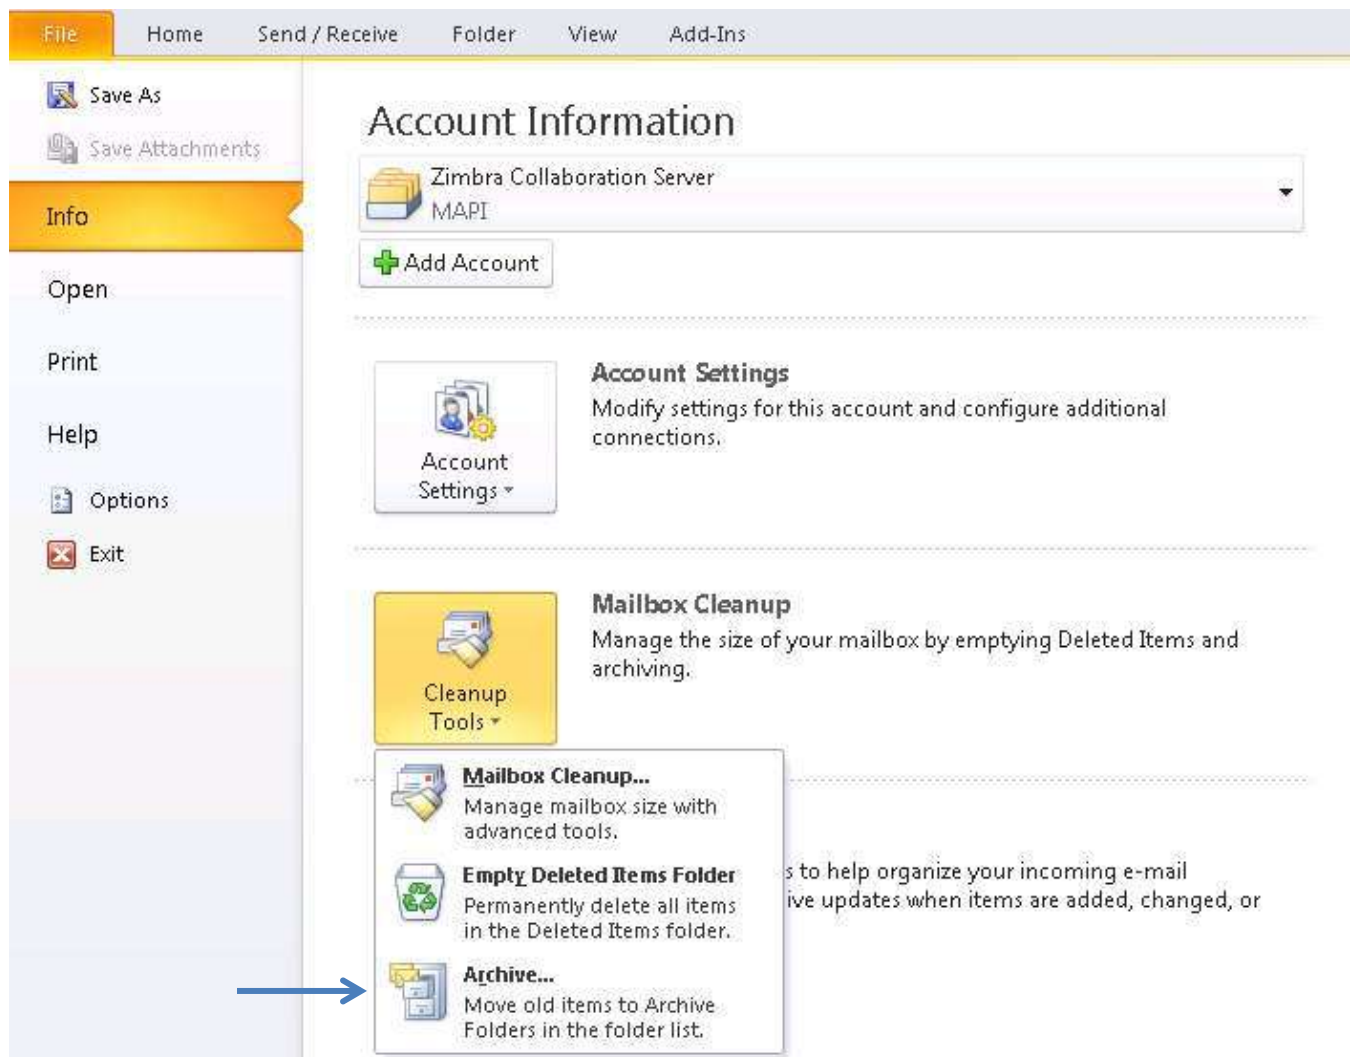 File Home Send / Receive Folder View Add-Ins
Save As
Save Attachments
Info
Open
Print
Help
Options
Exit
Account Information
Zimbra Collaboration Server
MAPI
Add Account
Account Settings
Modify settings for this account and configure additional
connections.
Account
Settings
Mailbox Cleanup
Manage the size of your mailbox by emptying Deleted Items and
archiving.
Cleanup
Tools
Mailbox Cleanup...
Manage mailbox size with
advanced tools.
Empty Deleted Items Folder
Permanently delete all items
in the Deleted Items folder.
Archive...
Move old items to Archive
Folders in the folder list.
s to help organize your incoming e-mail
ive updates when items are added, changed, or